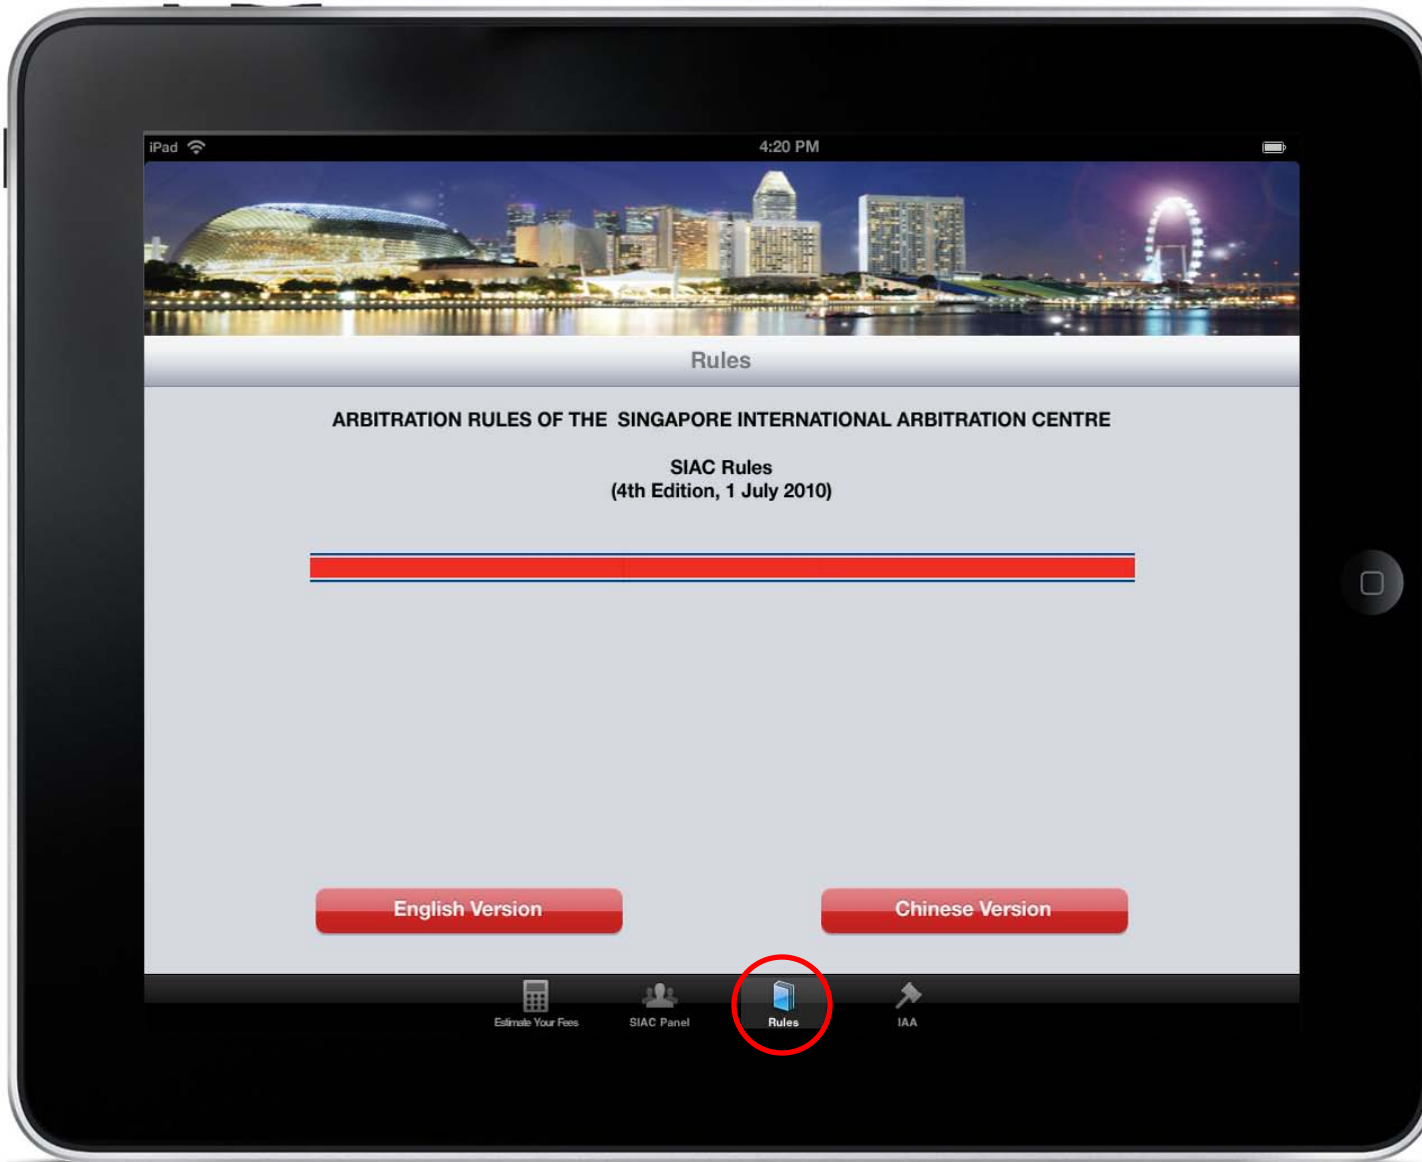 iPad 4:20 PM
Rules
ARBITRATION RULES OF THE SINGAPORE INTERNATIONAL ARBITRATION CENTRE
SIAC Rules
(4th Edition, 1 July 2010)
English Version Chinese Version
Estimate Your Fees SIAC Panel Rules IAA